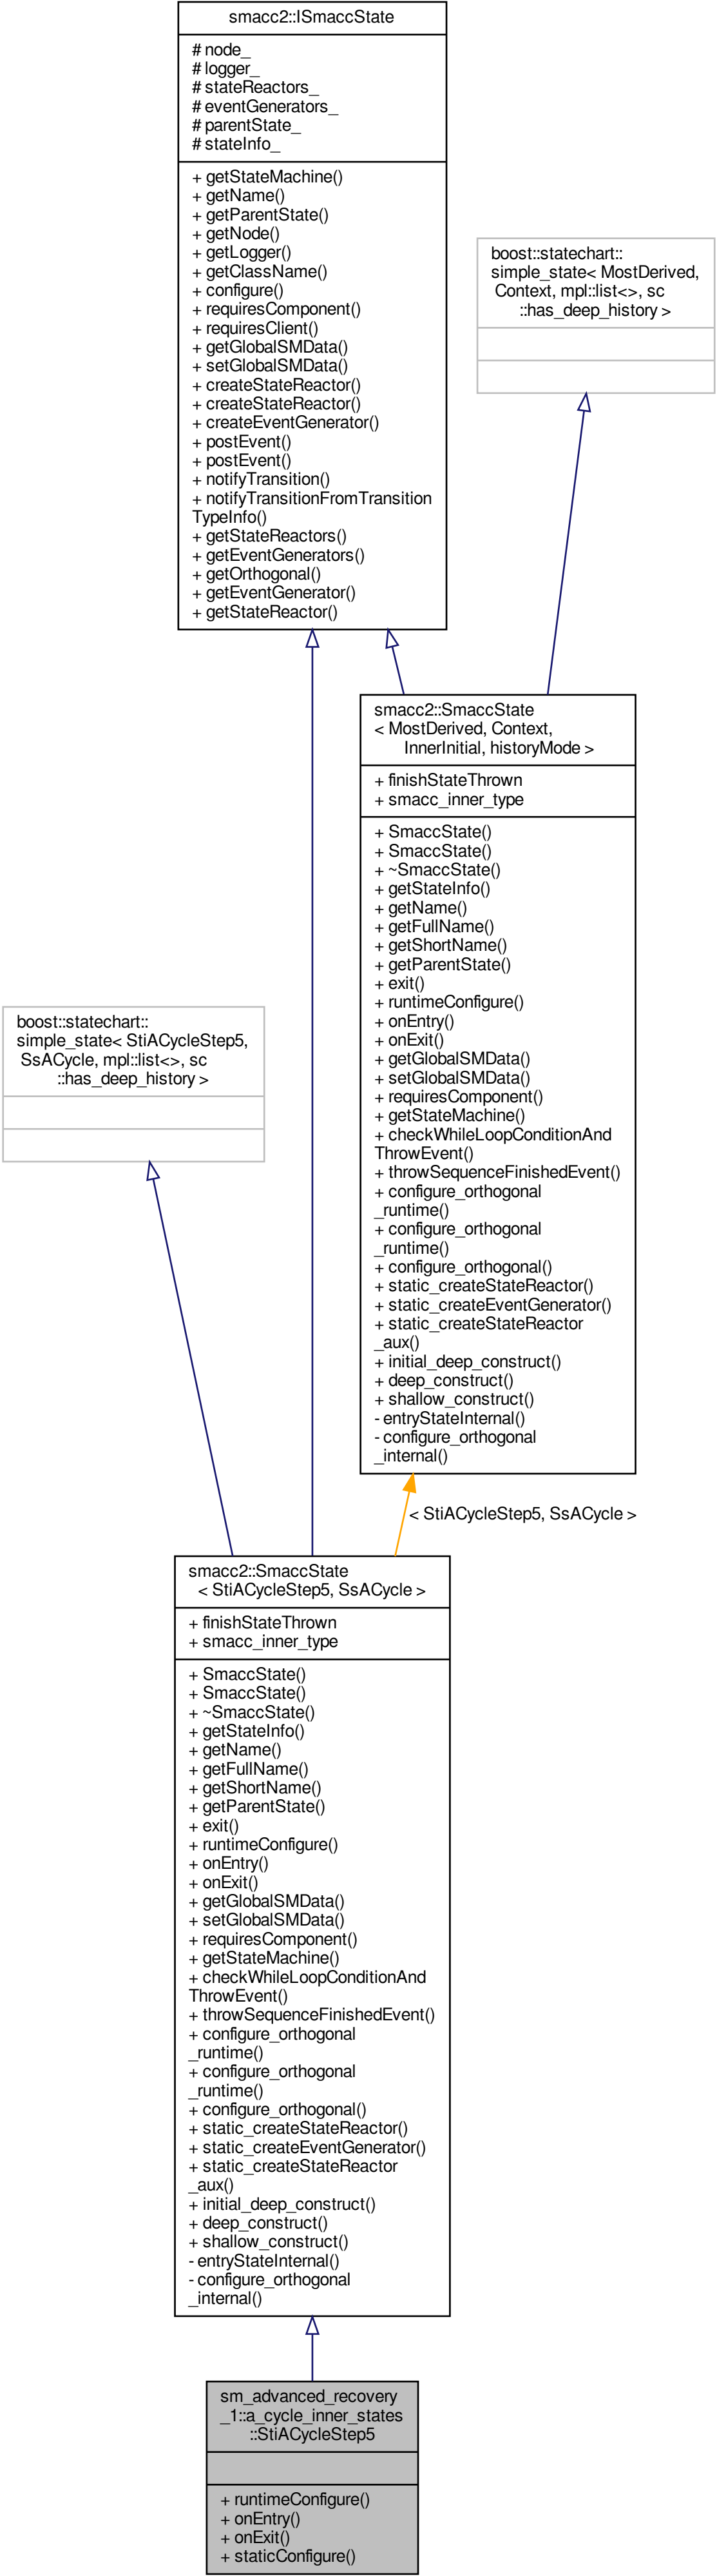 smacc2::ISmaccState
# node_
# logger_
# stateReactors_
# eventGenerators_
# parentState_
# stateInfo_
+ getStateMachine()
+ getName()
+ getParentState()
+ getNode()
+ getLogger()
+ getClassName()
+ configure()
+ requiresComponent()
+ requiresClient()
+ getGlobalSMData()
+ setGlobalSMData()
+ createStateReactor()
+ createStateReactor()
+ createEventGenerator()
+ postEvent()
+ postEvent()
+ notifyTransition()
+ notifyTransitionFromTransition
TypeInfo()
+ getStateReactors()
+ getEventGenerators()
+ getOrthogonal()
+ getEventGenerator()
+ getStateReactor()
boost::statechart::
simple_state< MostDerived,
Context, mpl::list<>, sc
::has_deep_history >
smacc2::SmaccState
< MostDerived, Context,
InnerInitial, historyMode >
+ finishStateThrown
+ smacc_inner_type
+ SmaccState()
+ SmaccState()
+ ~SmaccState()
+ getStateInfo()
+ getName()
+ getFullName()
+ getShortName()
+ getParentState()
+ exit()
+ runtimeConfigure()
+ onEntry()
+ onExit()
+ getGlobalSMData()
+ setGlobalSMData()
+ requiresComponent()
+ getStateMachine()
+ checkWhileLoopConditionAnd
ThrowEvent()
+ throwSequenceFinishedEvent()
+ configure_orthogonal
_runtime()
+ configure_orthogonal
_runtime()
+ configure_orthogonal()
+ static_createStateReactor()
+ static_createEventGenerator()
+ static_createStateReactor
_aux()
+ initial_deep_construct()
+ deep_construct()
+ shallow_construct()
- entryStateInternal()
- configure_orthogonal
_internal()
boost::statechart::
simple_state< StiACycleStep5,
SsACycle, mpl::list<>, sc
::has_deep_history >
< StiACycleStep5, SsACycle >
smacc2::SmaccState
< StiACycleStep5, SsACycle >
+ finishStateThrown
+ smacc_inner_type
+ SmaccState()
+ SmaccState()
+ ~SmaccState()
+ getStateInfo()
+ getName()
+ getFullName()
+ getShortName()
+ getParentState()
+ exit()
+ runtimeConfigure()
+ onEntry()
+ onExit()
+ getGlobalSMData()
+ setGlobalSMData()
+ requiresComponent()
+ getStateMachine()
+ checkWhileLoopConditionAnd
ThrowEvent()
+ throwSequenceFinishedEvent()
+ configure_orthogonal
_runtime()
+ configure_orthogonal
_runtime()
+ configure_orthogonal()
+ static_createStateReactor()
+ static_createEventGenerator()
+ static_createStateReactor
_aux()
+ initial_deep_construct()
+ deep_construct()
+ shallow_construct()
- entryStateInternal()
- configure_orthogonal
_internal()
sm_advanced_recovery
_1::a_cycle_inner_states
::StiACycleStep5
+ runtimeConfigure()
+ onEntry()
+ onExit()
+ staticConfigure()